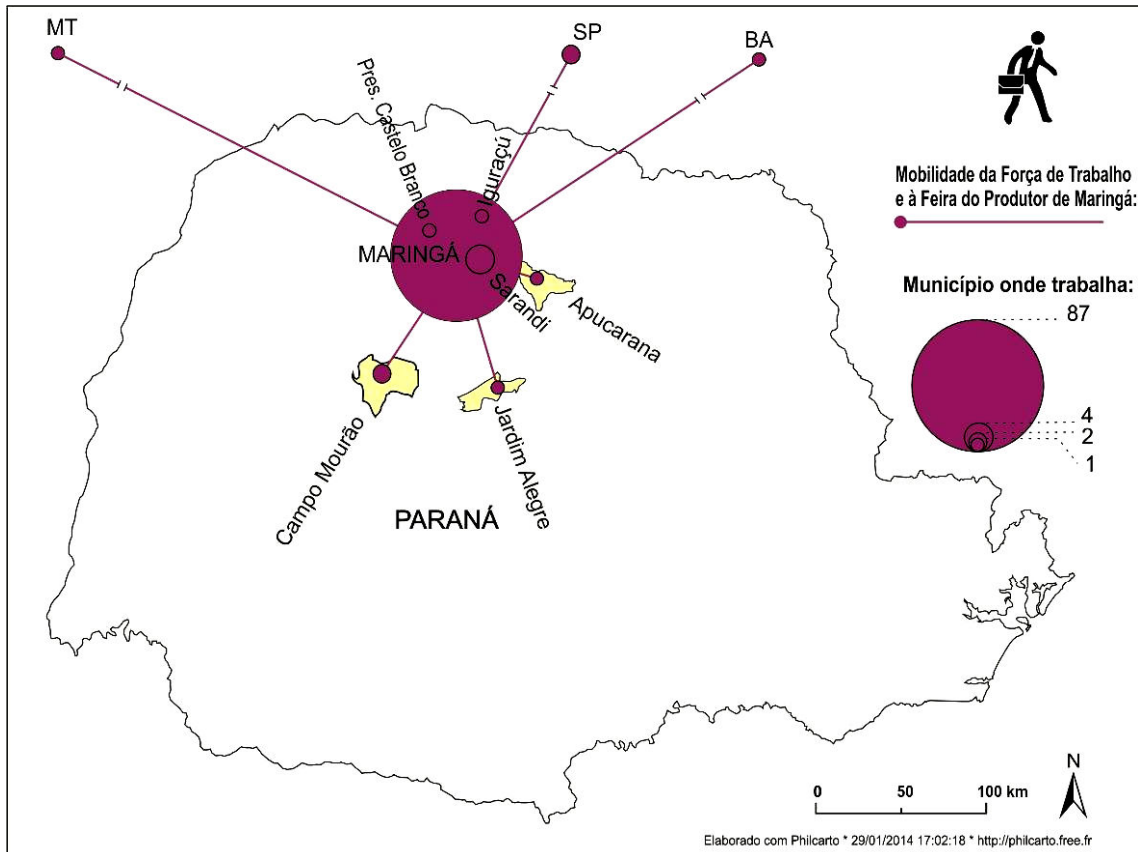 MT
SP
BA
Pres. Castelo Branco
Iguraçú
MARINGÁ
Sarandi
Apucarana
Campo Mourão
Jardim Alegre
PARANÁ
Mobilidade da Força de Trabalho
e à Feira do Produtor de Maringá:
Município onde trabalha:
87
4
2
1
N
0 50 100 km
Elaborado com Philcarto * 29/01/2014 17:02:18 * http://philcarto.free.fr